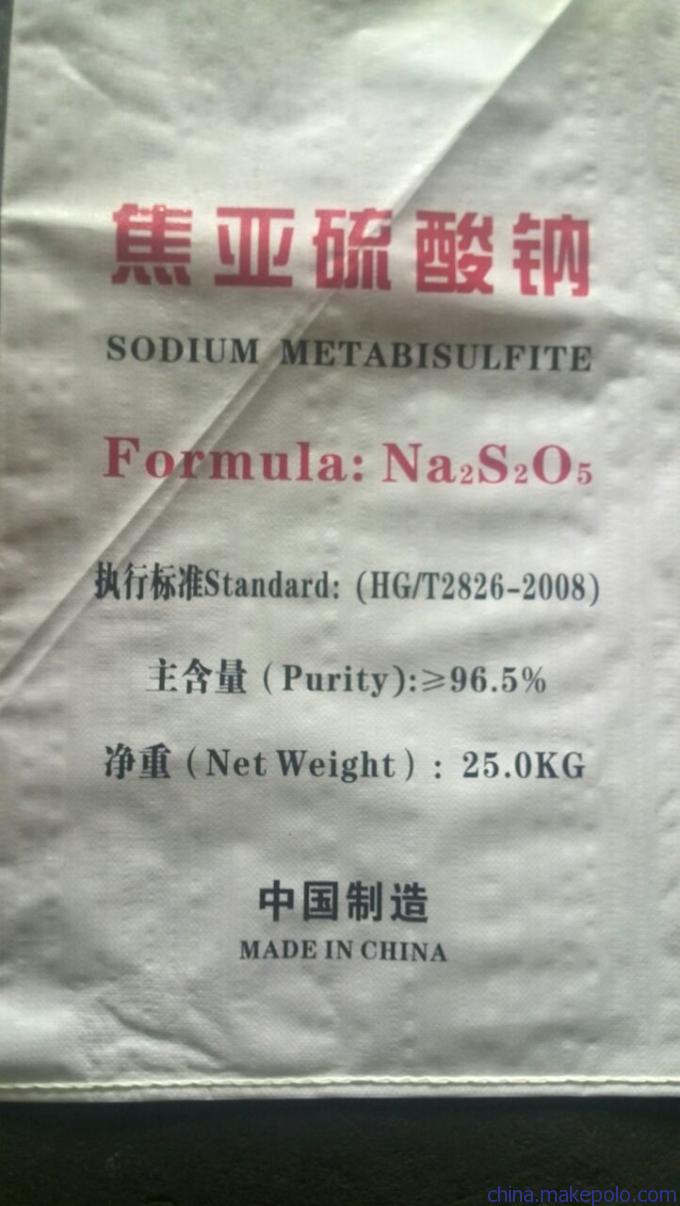 焦亚硫酸钠
SODIUM METABISULFITE
Formula: Na₂S₂O₅
执行标准Standard: (HG/T2826-2008)
主含量 (Purity):≥96.5%
净重 (Net Weight) : 25.0KG
中国制造
MADE IN CHINA
china.makepolo.com